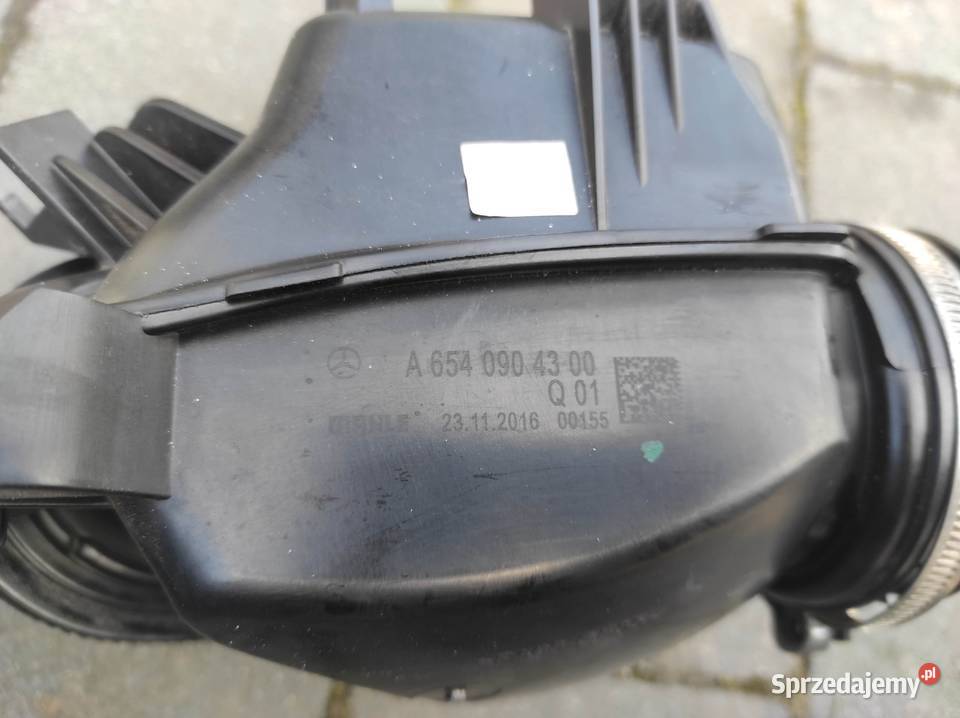 A 654 090 43 00
Q 01
MAHLE 23.11.2016 00155
Sprzedajemy.pl